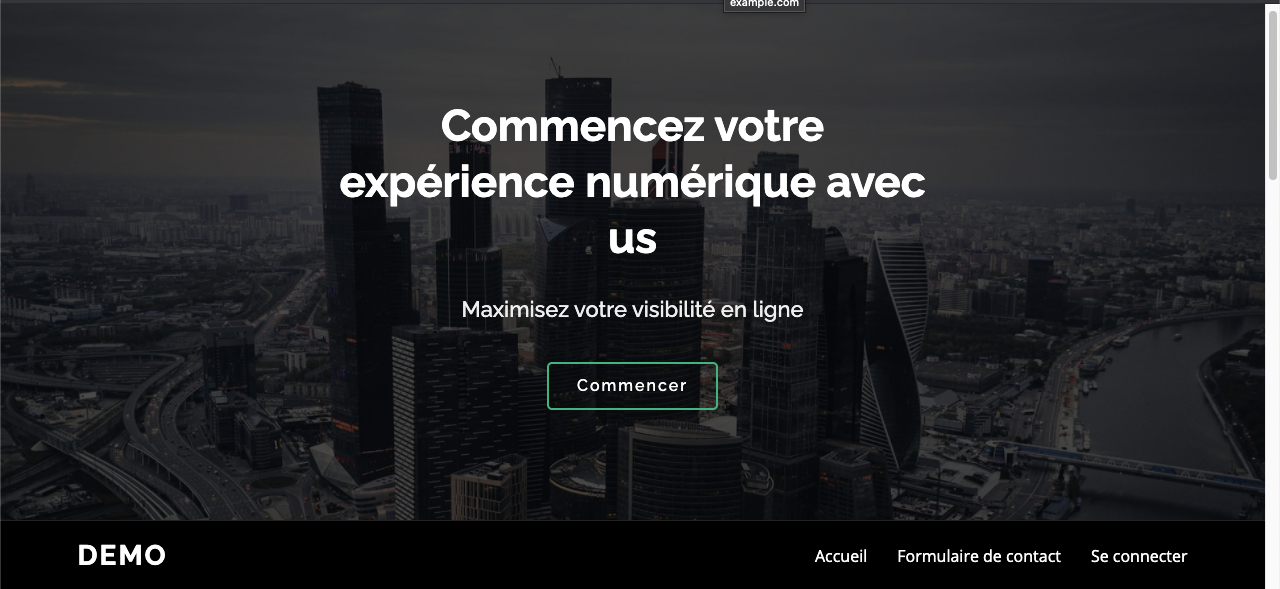 example.com
Commencez votre
expérience numérique avec
us
Maximisez votre visibilité en ligne
Commencer
DEMO
Accueil Formulaire de contact Se connecter